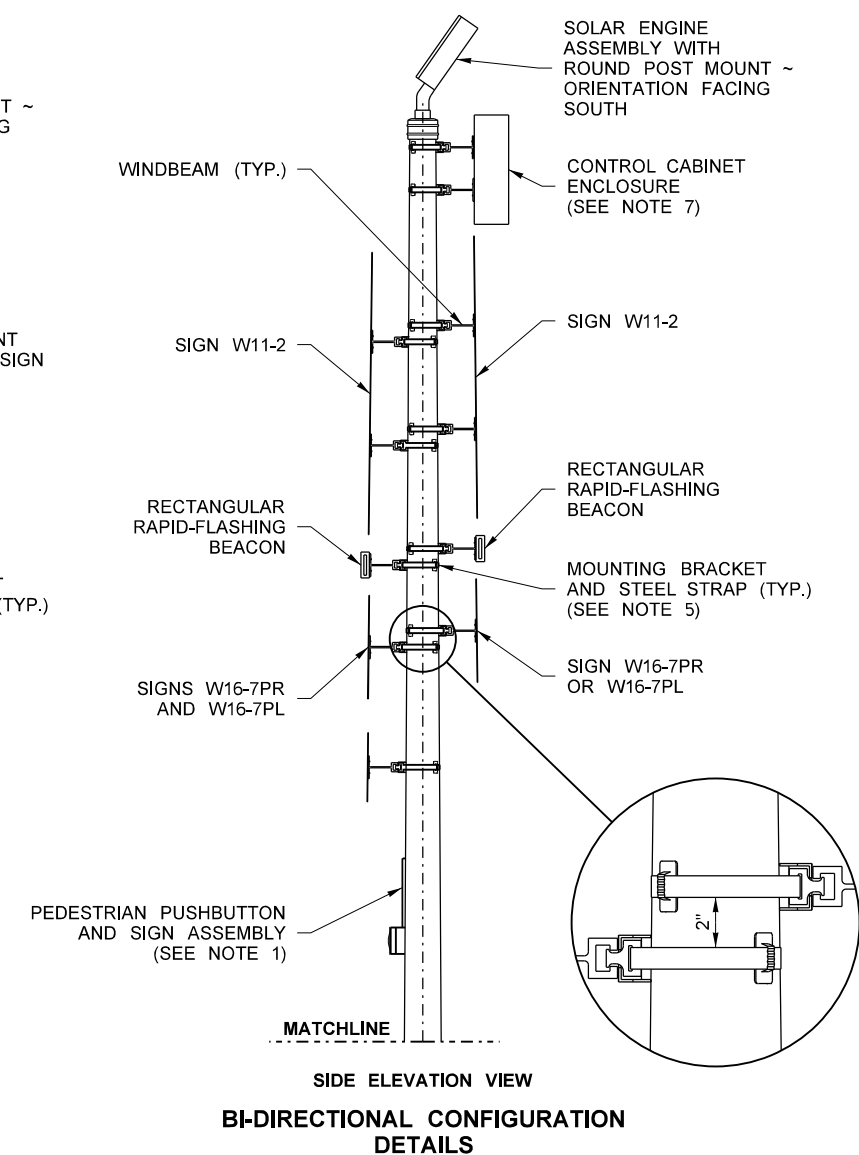 SOLAR ENGINE
ASSEMBLY WITH
ROUND POST MOUNT ~
ORIENTATION FACING
SOUTH
T ~
G
WINDBEAM (TYP.)
CONTROL CABINET
ENCLOSURE
(SEE NOTE 7)
NT
SIGN
SIGN W11-2
SIGN W11-2
RECTANGULAR
RAPID-FLASHING
BEACON
RECTANGULAR
RAPID-FLASHING
BEACON
(TYP.)
MOUNTING BRACKET
AND STEEL STRAP (TYP.)
(SEE NOTE 5)
SIGNS W16-7PR
AND W16-7PL
SIGN W16-7PR
OR W16-7PL
2"
PEDESTRIAN PUSHBUTTON
AND SIGN ASSEMBLY
(SEE NOTE 1)
MATCHLINE
SIDE ELEVATION VIEW
BI-DIRECTIONAL CONFIGURATION
DETAILS